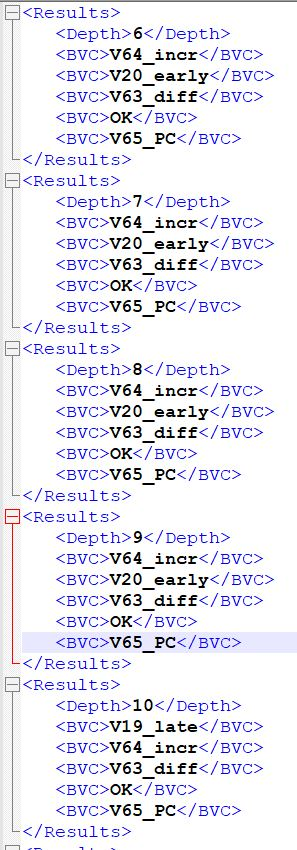 <Results>
<Depth>6</Depth>
<BVC>V64_incr</BVC>
<BVC>V20_early</BVC>
<BVC>V63_diff</BVC>
<BVC>OK</BVC>
<BVC>V65_PC</BVC>
</Results>
<Results>
<Depth>7</Depth>
<BVC>V64_incr</BVC>
<BVC>V20_early</BVC>
<BVC>V63_diff</BVC>
<BVC>OK</BVC>
<BVC>V65_PC</BVC>
</Results>
<Results>
<Depth>8</Depth>
<BVC>V64_incr</BVC>
<BVC>V20_early</BVC>
<BVC>V63_diff</BVC>
<BVC>OK</BVC>
<BVC>V65_PC</BVC>
</Results>
<Results>
<Depth>9</Depth>
<BVC>V64_incr</BVC>
<BVC>V20_early</BVC>
<BVC>V63_diff</BVC>
<BVC>OK</BVC>
<BVC>V65_PC</BVC>
</Results>
<Results>
<Depth>10</Depth>
<BVC>V19_late</BVC>
<BVC>V64_incr</BVC>
<BVC>V63_diff</BVC>
<BVC>OK</BVC>
<BVC>V65_PC</BVC>
</Results>